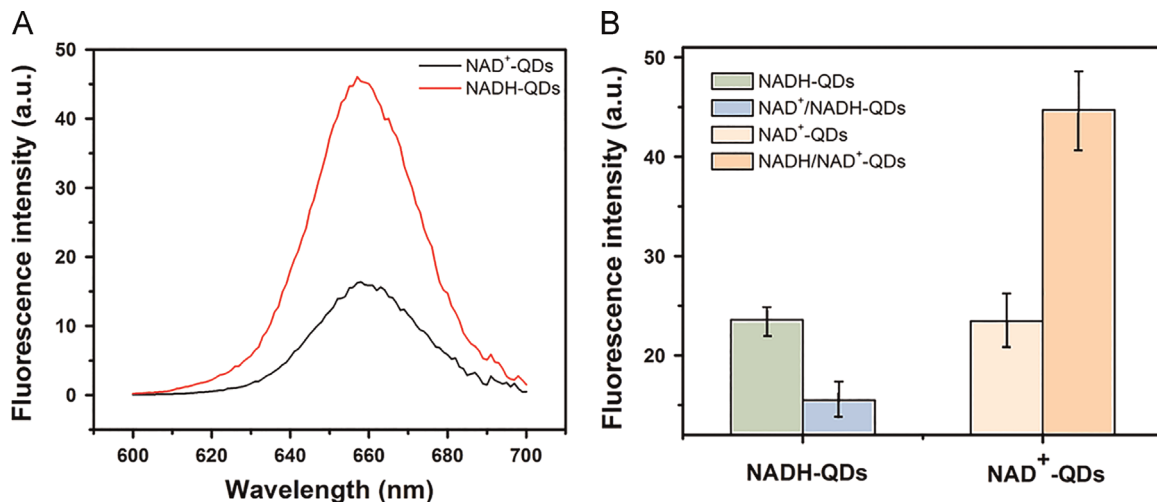 A
Fluorescence intensity (a.u.)
50
40
30
20
10
0
NAD⁺-QDs
NADH-QDs
600 620 640 660 680 700
Wavelength (nm)
B
Fluorescence intensity (a.u.)
50
40
30
20
NADH-QDs
NAD⁺/NADH-QDs
NAD⁺-QDs
NADH/NAD⁺-QDs
NADH-QDs NAD⁺-QDs